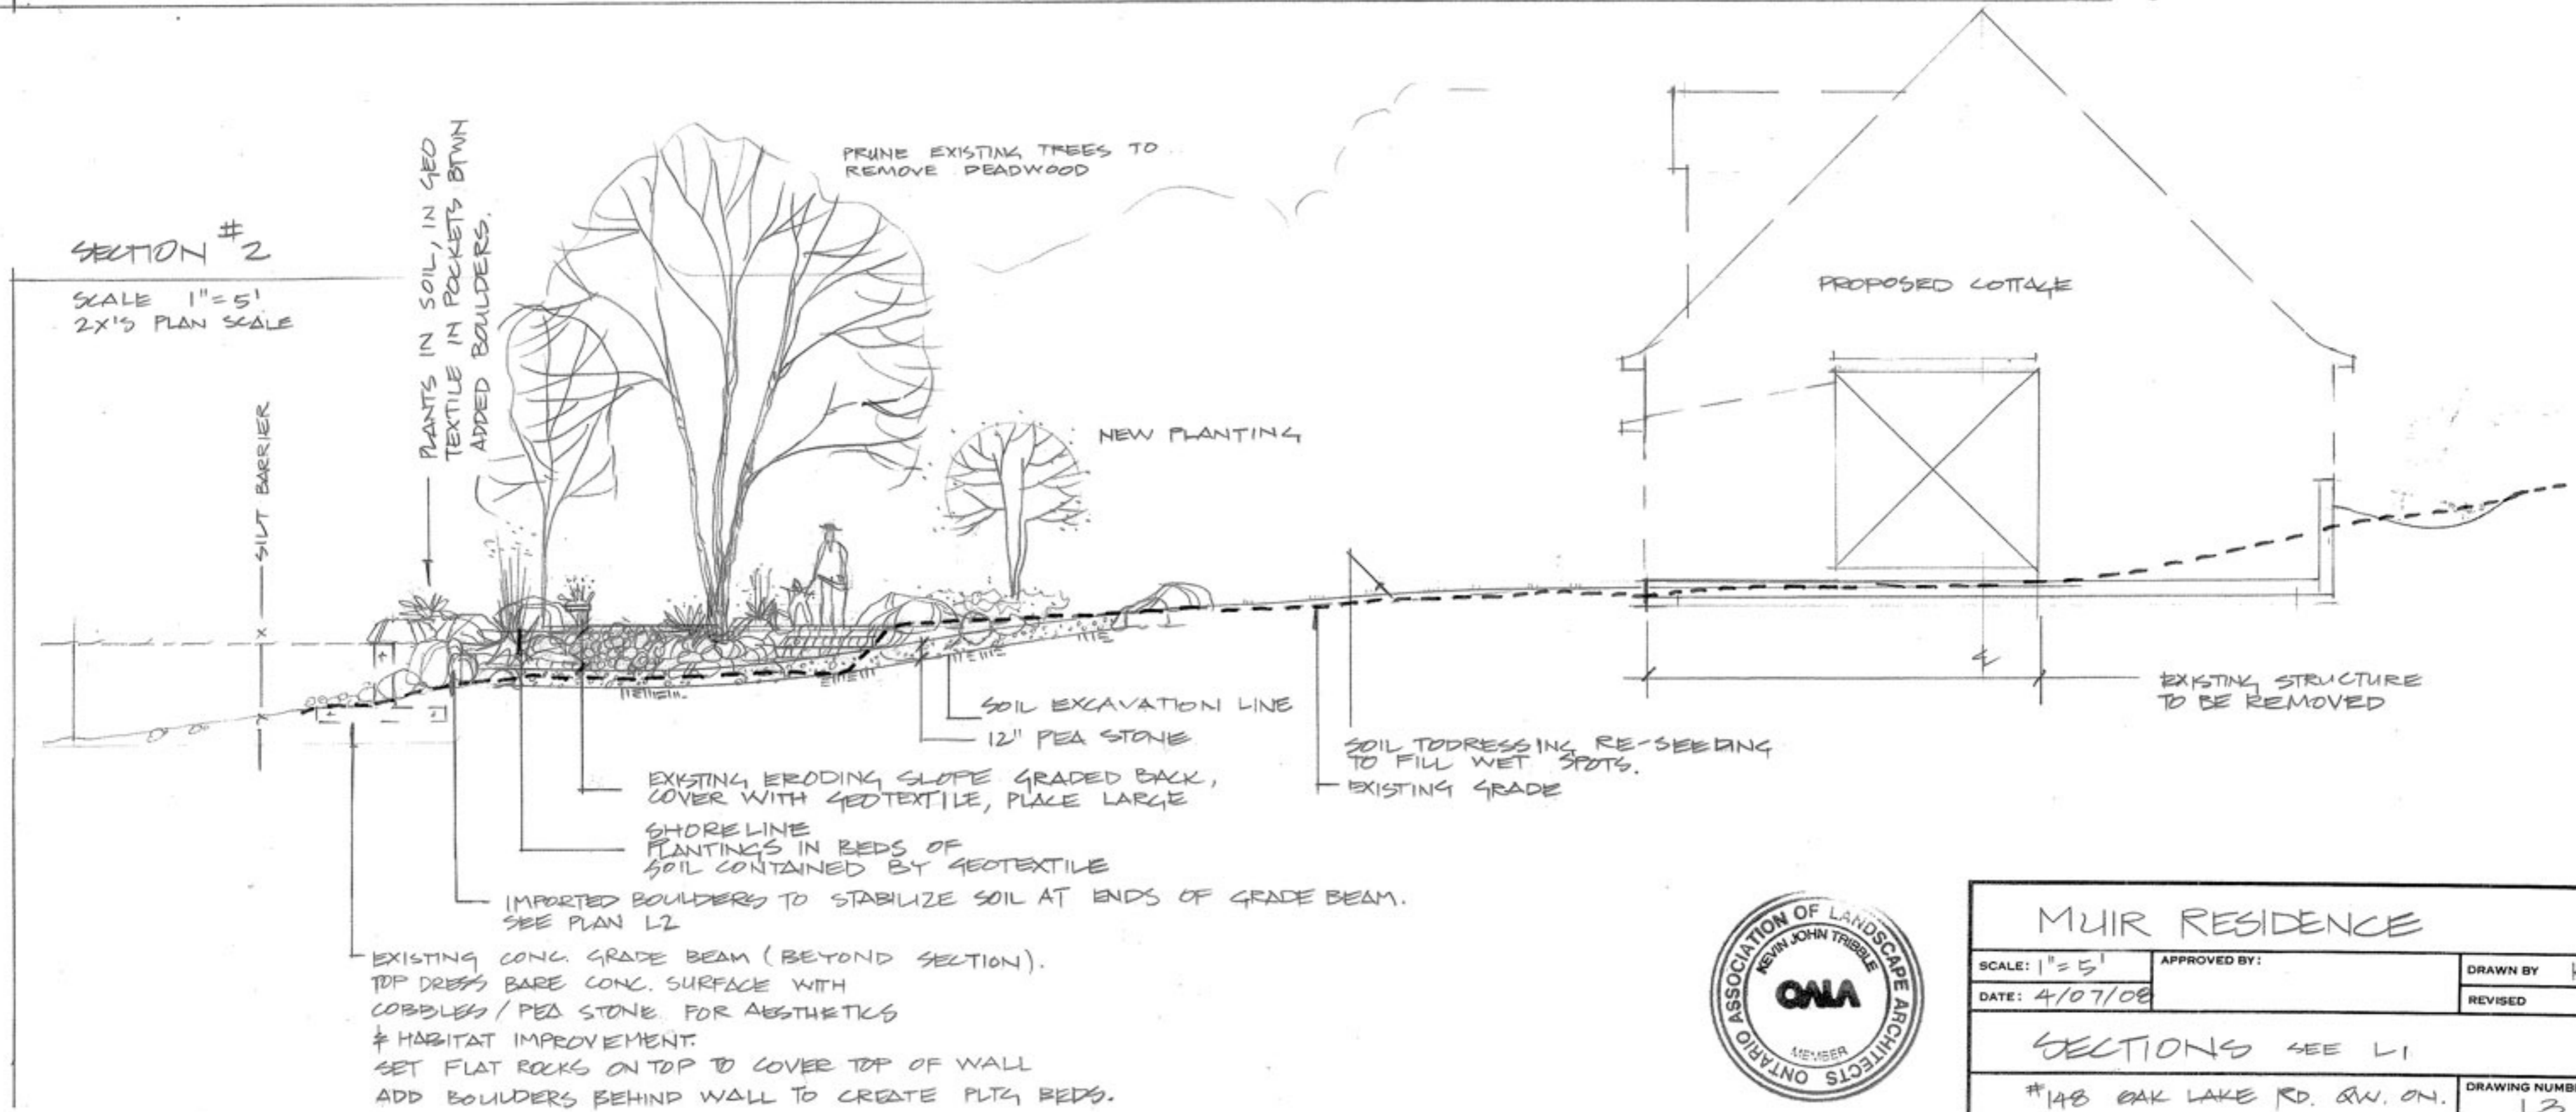 SECTION #2
SCALE 1"=5'
2X'S PLAN SCALE
SILT BARRIER
PLANTS IN SOIL, IN GEO
TEXTILE IN POCKETS BTWN
ADDED BOULDERS.
PRUNE EXISTING TREES TO
REMOVE DEADWOOD
NEW PLANTING
PROPOSED COTTAGE
EXISTING STRUCTURE
TO BE REMOVED
SOIL EXCAVATION LINE
12" PEA STONE
SOIL TODRESSING RE-SEEDING
TO FILL WET SPOTS.
EXISTING GRADE
EXISTING ERODING SLOPE GRADED BACK,
COVER WITH GEOTEXTILE, PLACE LARGE
SHORELINE
PLANTINGS IN BEDS OF
SOIL CONTAINED BY GEOTEXTILE
IMPORTED BOULDERS TO STABILIZE SOIL AT ENDS OF GRADE BEAM.
SEE PLAN L2
EXISTING CONC. GRADE BEAM (BEYOND SECTION).
TOP DRESS BARE CONC. SURFACE WITH
COBBLES / PEA STONE FOR AESTHETICS
& HABITAT IMPROVEMENT.
SET FLAT ROCKS ON TOP TO COVER TOP OF WALL
ADD BOULDERS BEHIND WALL TO CREATE PLTG BEDS.
ONTARIO ASSOCIATION OF LANDSCAPE ARCHITECTS
KEVIN JOHN TRIBBLE
OALA
MEMBER
MUIR RESIDENCE
SCALE: 1"=5'
APPROVED BY:
DRAWN BY
DATE: 4/07/08
REVISED
SECTIONS SEE L1
#148 OAK LAKE RD. QW. ON.
DRAWING NUMB